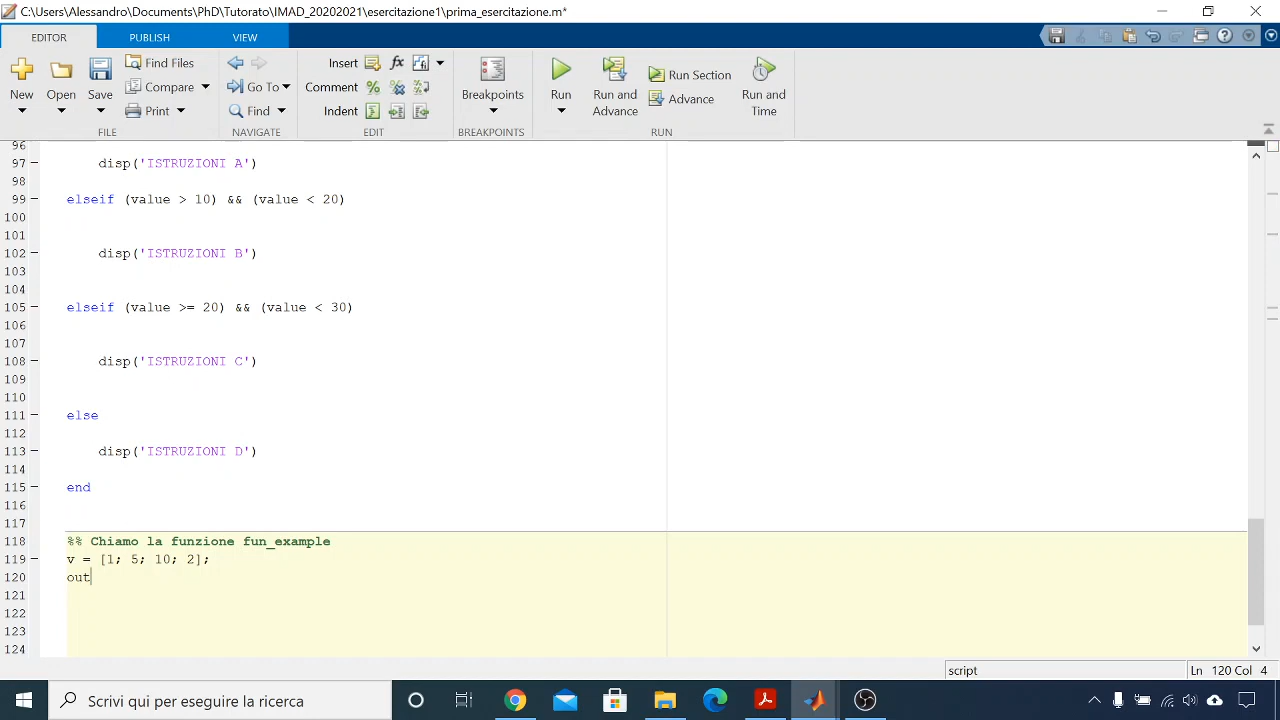 C:\Users\Alessandro\Documents\PhD\Tutorato\IMAD_20202021\esercitazione1\prima_esercitazione.m*
EDITOR PUBLISH VIEW
New Open Save Find Files Compare Print
FILE
Go To Find
NAVIGATE
Insert fx
Comment %
Indent
EDIT
Breakpoints
BREAKPOINTS
Run Run and Advance Run Section Advance Run and Time
RUN
96
97 disp('ISTRUZIONI A')
98
99 elseif (value > 10) && (value < 20)
100
101
102 disp('ISTRUZIONI B')
103
104
105 elseif (value >= 20) && (value < 30)
106
107
108 disp('ISTRUZIONI C')
109
110
111 else
112
113 disp('ISTRUZIONI D')
114
115 end
116
117
118 %% Chiamo la funzione fun_example
119 v = [1; 5; 10; 2];
120 out
121
122
123
124
script Ln 120 Col 4
Scrivi qui per eseguire la ricerca